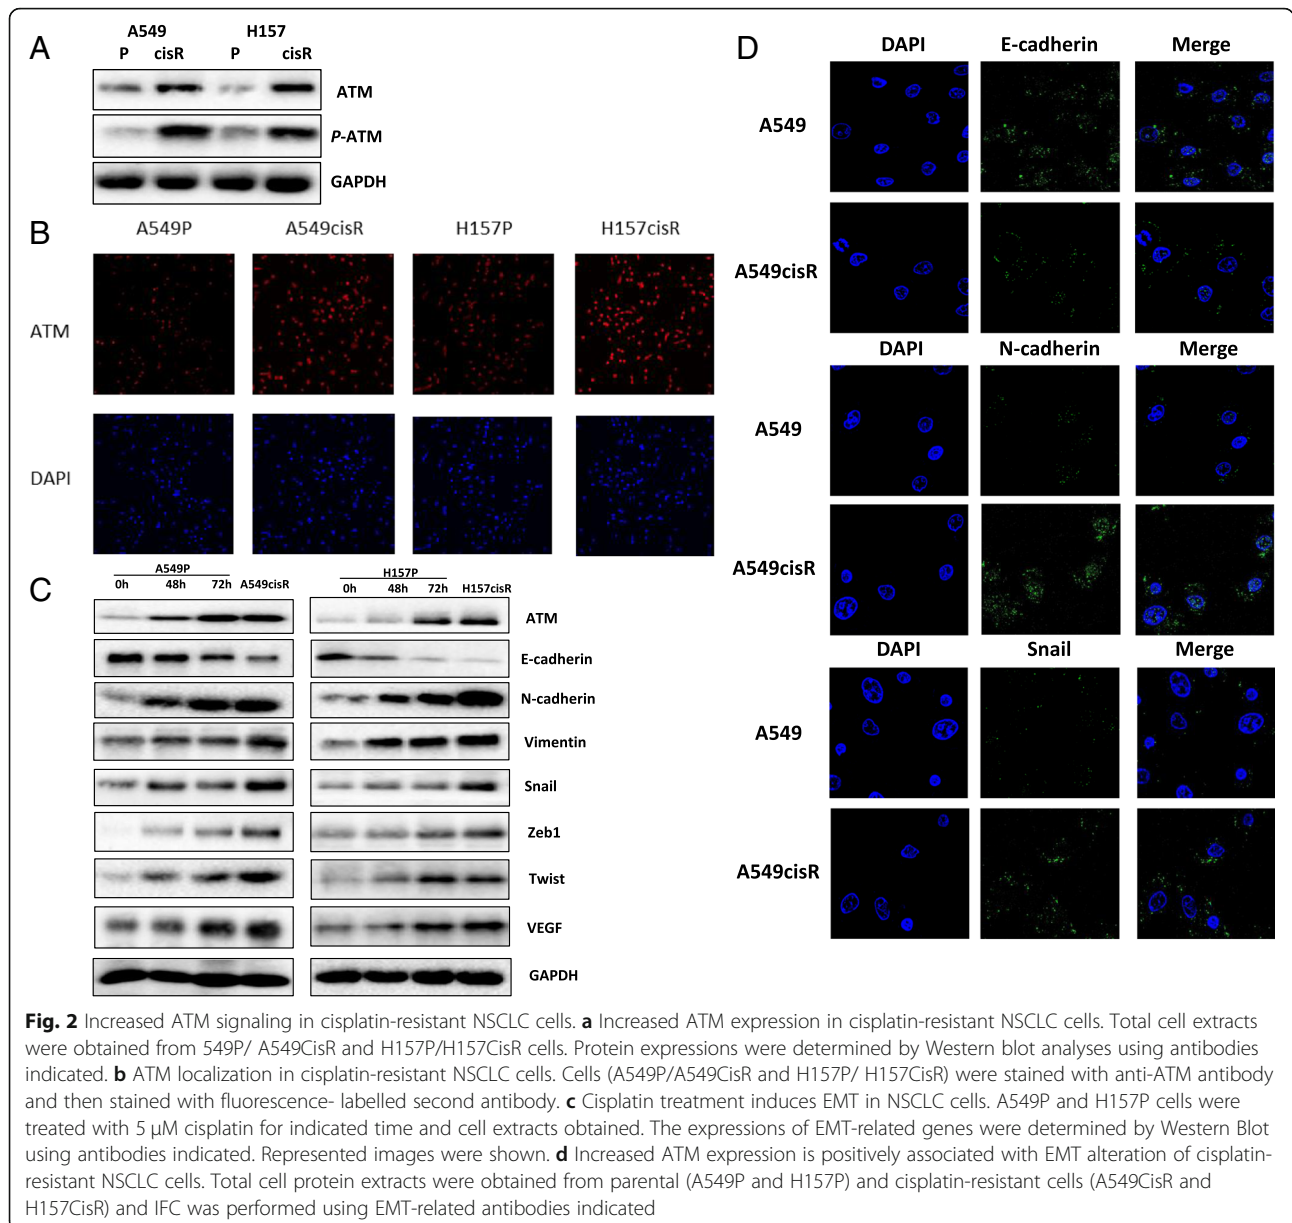 A
A549 H157
P cisR P cisR
ATM
P-ATM
GAPDH
B
A549P A549cisR H157P H157cisR
ATM
DAPI
C
A549P
0h 48h 72h A549cisR
H157P
0h 48h 72h H157cisR
ATM
E-cadherin
N-cadherin
Vimentin
Snail
Zeb1
Twist
VEGF
GAPDH
D
DAPI E-cadherin Merge
A549
A549cisR
DAPI N-cadherin Merge
A549
A549cisR
DAPI Snail Merge
A549
A549cisR
Fig. 2 Increased ATM signaling in cisplatin-resistant NSCLC cells. a Increased ATM expression in cisplatin-resistant NSCLC cells. Total cell extracts
were obtained from 549P/ A549CisR and H157P/H157CisR cells. Protein expressions were determined by Western blot analyses using antibodies
indicated. b ATM localization in cisplatin-resistant NSCLC cells. Cells (A549P/A549CisR and H157P/ H157CisR) were stained with anti-ATM antibody
and then stained with fluorescence- labelled second antibody. c Cisplatin treatment induces EMT in NSCLC cells. A549P and H157P cells were
treated with 5 μM cisplatin for indicated time and cell extracts obtained. The expressions of EMT-related genes were determined by Western Blot
using antibodies indicated. Represented images were shown. d Increased ATM expression is positively associated with EMT alteration of cisplatin-
resistant NSCLC cells. Total cell protein extracts were obtained from parental (A549P and H157P) and cisplatin-resistant cells (A549CisR and
H157CisR) and IFC was performed using EMT-related antibodies indicated